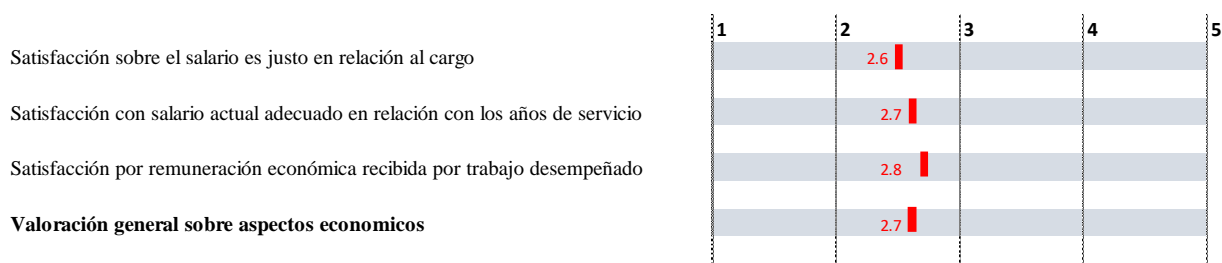 1 2 3 4 5
Satisfacción sobre el salario es justo en relación al cargo 2.6
Satisfacción con salario actual adecuado en relación con los años de servicio 2.7
Satisfacción por remuneración económica recibida por trabajo desempeñado 2.8
Valoración general sobre aspectos economicos 2.7